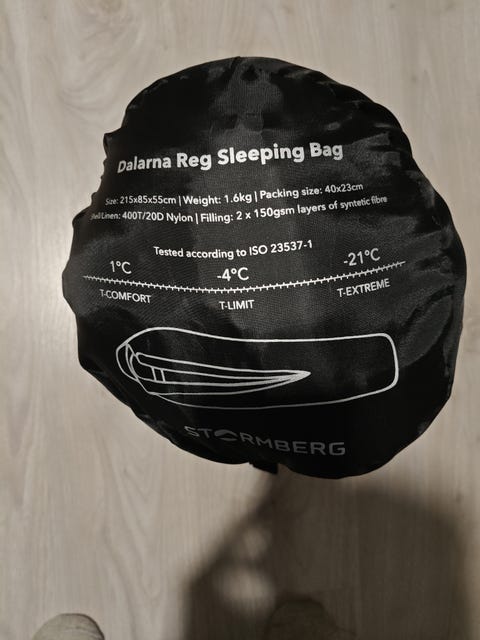 Dalarna Reg Sleeping Bag
Size: 215x85x55cm | Weight: 1.6kg | Packing size: 40x23cm
Shell/Linen: 400T/20D Nylon | Filling: 2 x 150gsm layers of syntetic fibre
Tested according to ISO 23537-1
1°C -4°C -21°C
T-COMFORT T-LIMIT T-EXTREME
STORMBERG